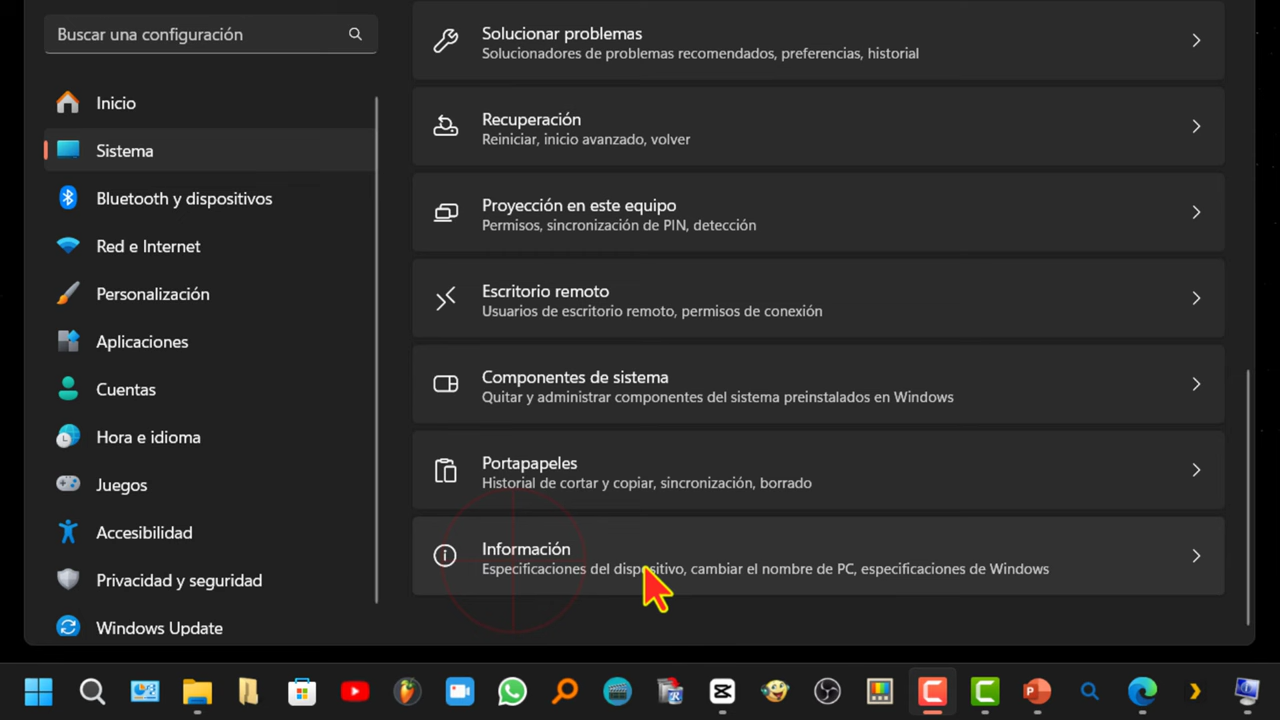 Buscar una configuración
Inicio
Sistema
Bluetooth y dispositivos
Red e Internet
Personalización
Aplicaciones
Cuentas
Hora e idioma
Juegos
Accesibilidad
Privacidad y seguridad
Windows Update
Solucionar problemas
Solucionadores de problemas recomendados, preferencias, historial
Recuperación
Reiniciar, inicio avanzado, volver
Proyección en este equipo
Permisos, sincronización de PIN, detección
Escritorio remoto
Usuarios de escritorio remoto, permisos de conexión
Componentes de sistema
Quitar y administrar componentes del sistema preinstalados en Windows
Portapapeles
Historial de cortar y copiar, sincronización, borrado
Información
Especificaciones del dispositivo, cambiar el nombre de PC, especificaciones de Windows